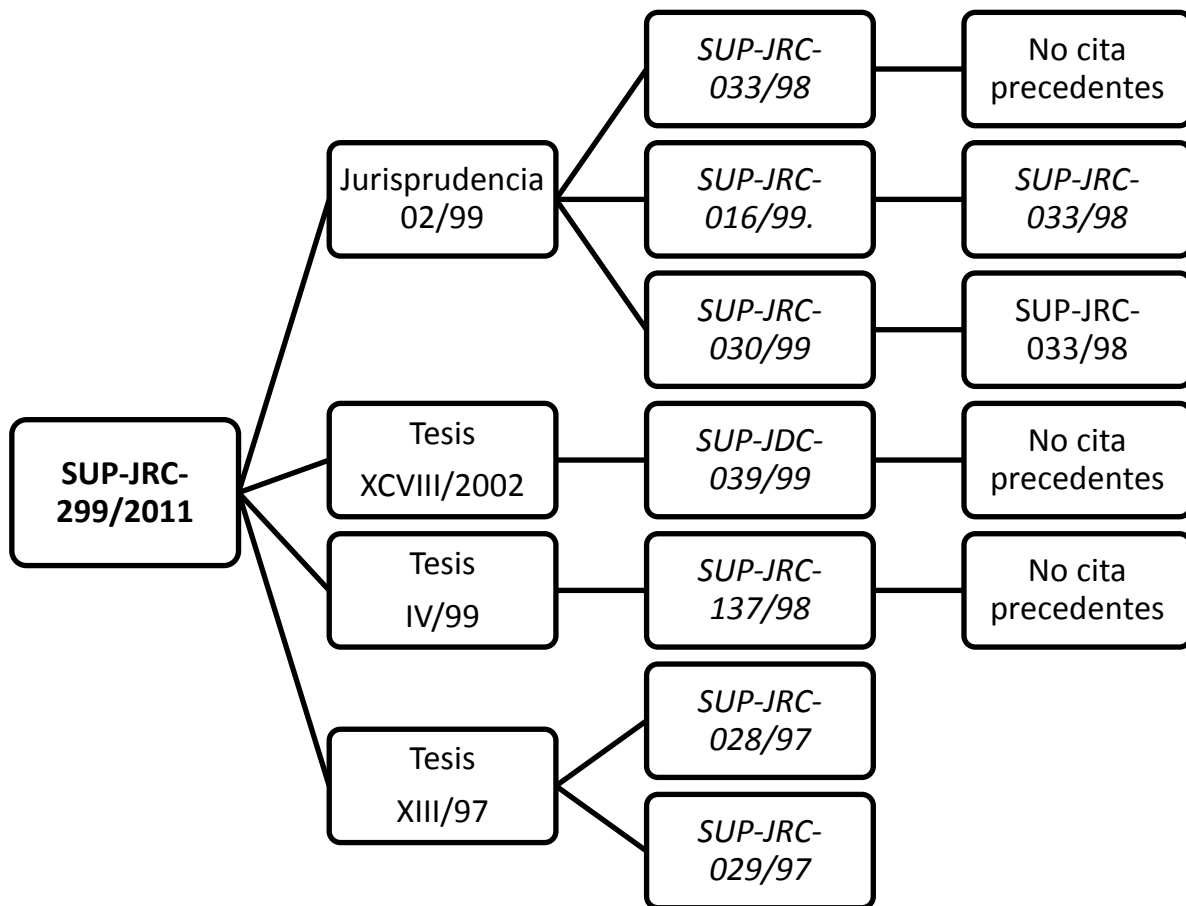 SUP-JRC-
033/98
No cita
precedentes
Jurisprudencia
02/99
SUP-JRC-
016/99.
SUP-JRC-
033/98
SUP-JRC-
030/99
SUP-JRC-
033/98
SUP-JRC-
299/2011
Tesis
XCVIII/2002
SUP-JDC-
039/99
No cita
precedentes
Tesis
IV/99
SUP-JRC-
137/98
No cita
precedentes
Tesis
XIII/97
SUP-JRC-
028/97
SUP-JRC-
029/97